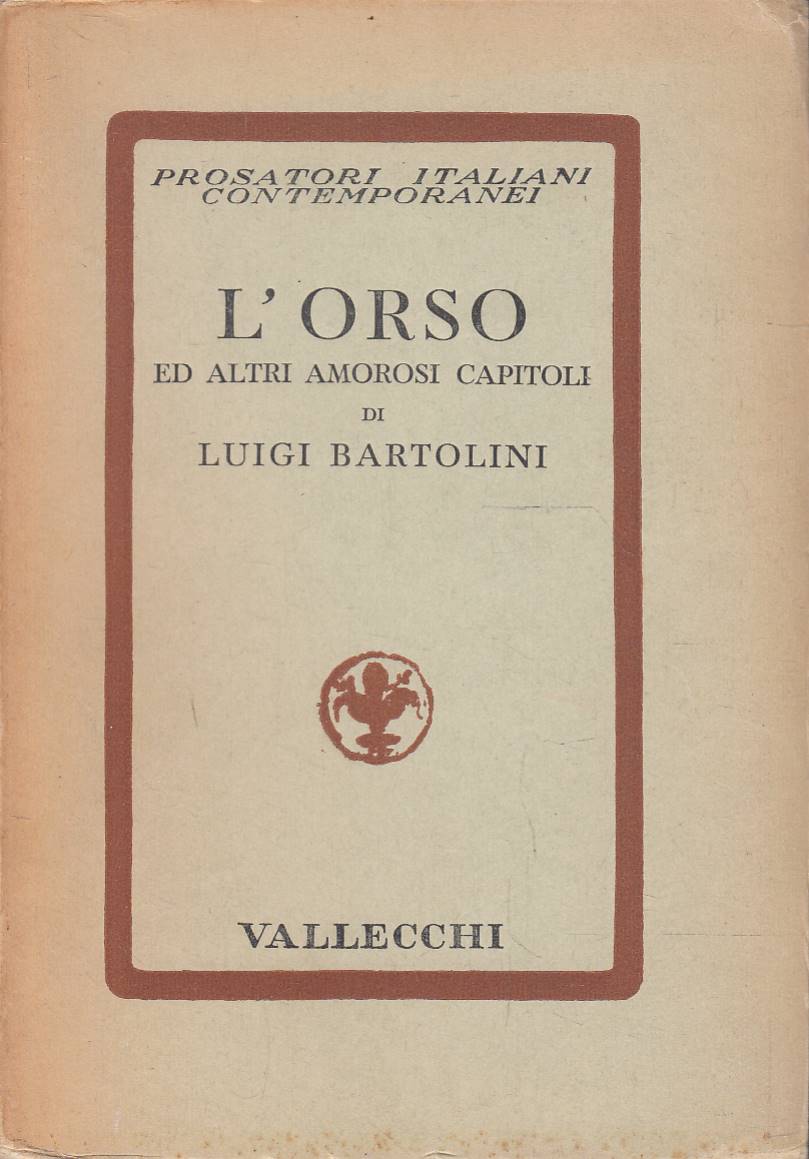 PROSATORI ITALIANI
CONTEMPORANEI
L'ORSO
ED ALTRI AMOROSI CAPITOLI
DI
LUIGI BARTOLINI
VALLECCHI